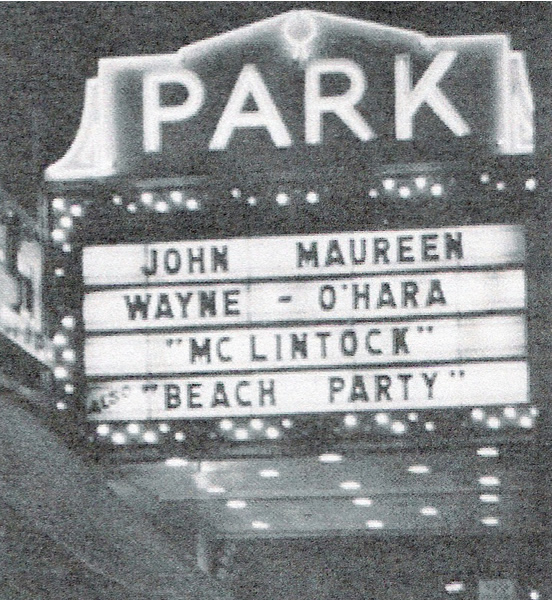 PARK
JOHN MAUREEN
WAYNE - O'HARA
"MC LINTOCK"
ALSO "BEACH PARTY"